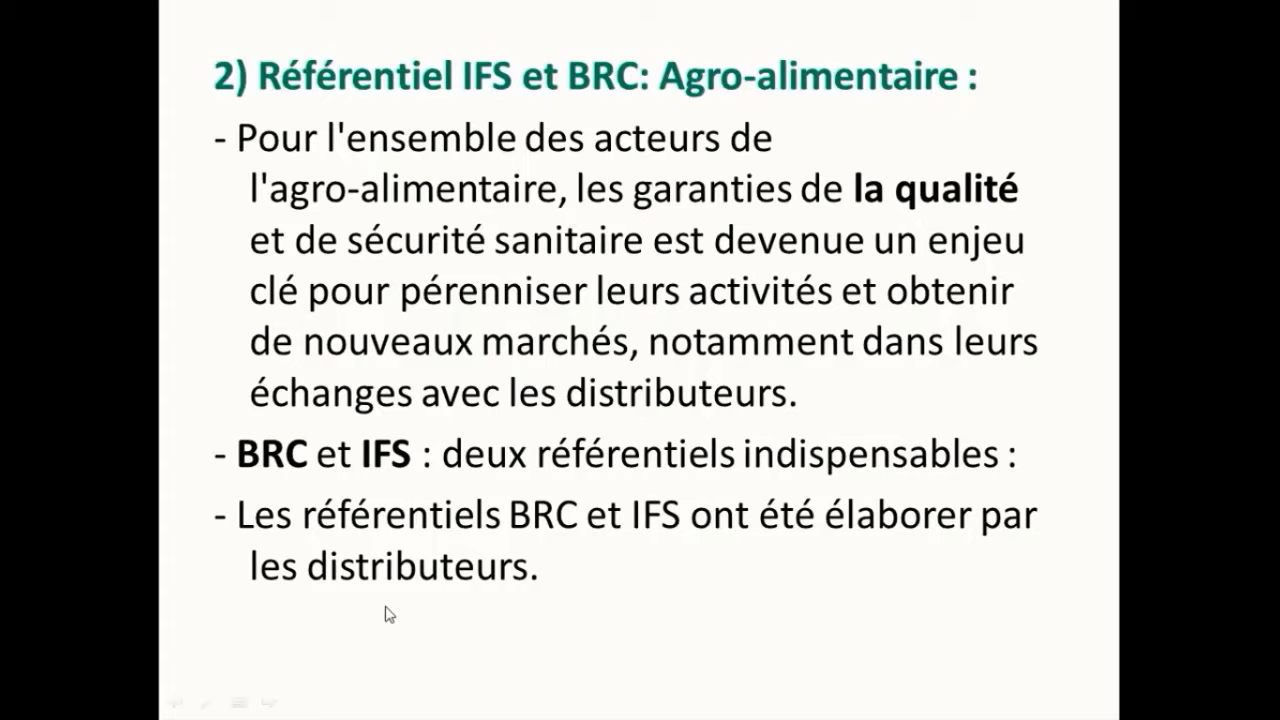 2) Référentiel IFS et BRC: Agro-alimentaire :
- Pour l'ensemble des acteurs de
l'agro-alimentaire, les garanties de la qualité
et de sécurité sanitaire est devenue un enjeu
clé pour pérenniser leurs activités et obtenir
de nouveaux marchés, notamment dans leurs
échanges avec les distributeurs.
- BRC et IFS : deux référentiels indispensables :
- Les référentiels BRC et IFS ont été élaborer par
les distributeurs.